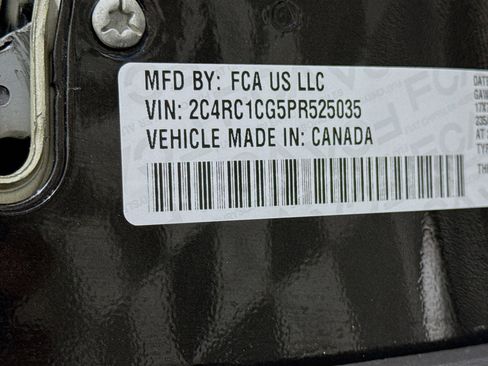 MFD BY: FCA US LLC
VIN: 2C4RC1CG5PR525035
VEHICLE MADE IN: CANADA